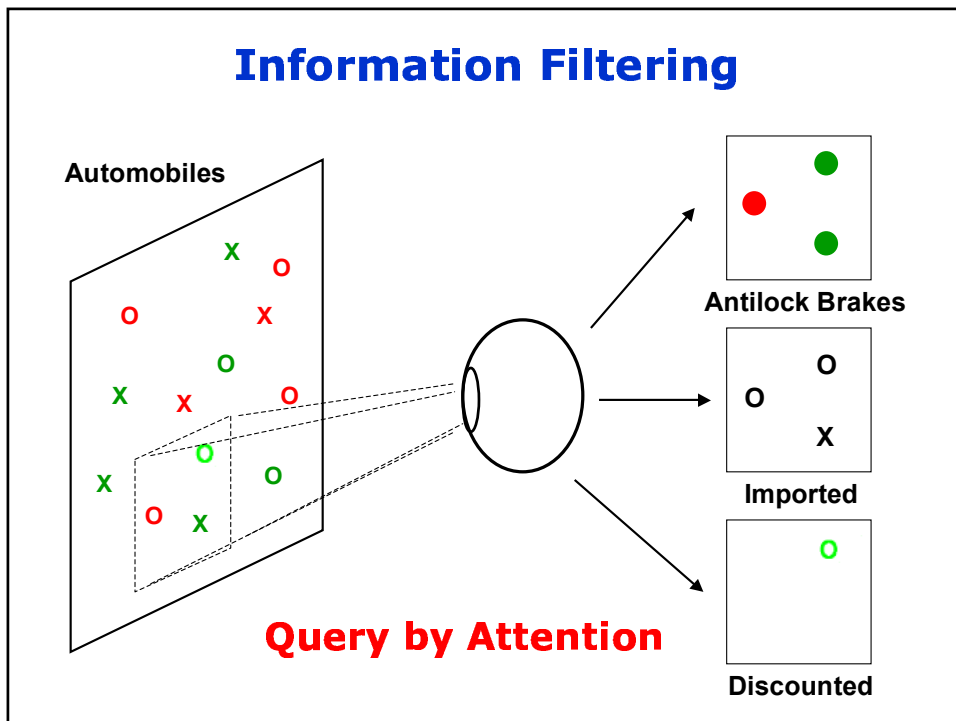 Information Filtering
Automobiles
X
O
O
X
O
X
X
O
O
X
O
O
X
Antilock Brakes
O
O
X
Imported
O
Discounted
Query by Attention